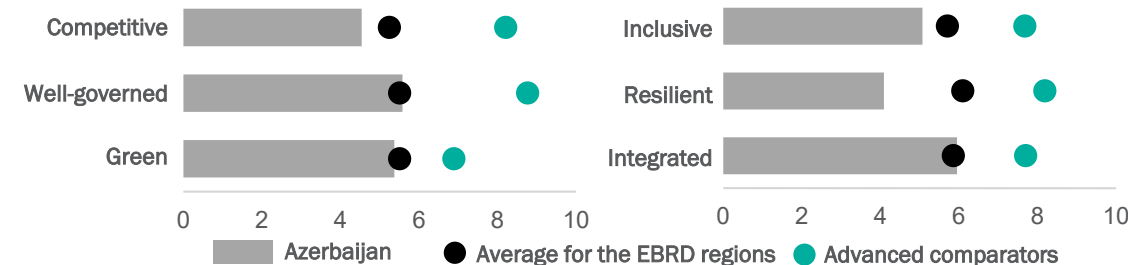 Competitive
Well-governed
Green
0 2 4 6 8 10
Inclusive
Resilient
Integrated
0 2 4 6 8 10
Azerbaijan Average for the EBRD regions Advanced comparators